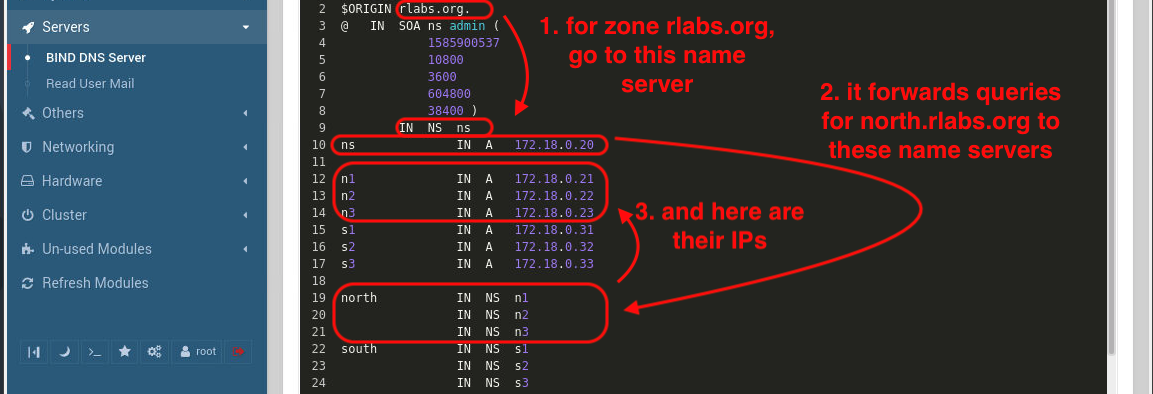 Servers
BIND DNS Server
Read User Mail
Others
Networking
Hardware
Cluster
Un-used Modules
Refresh Modules
root
2 $ORIGIN rlabs.org.
3 @ IN SOA ns admin (
4 1585900537
5 10800
6 3600
7 604800
8 38400 )
9 IN NS ns
10 ns IN A 172.18.0.20
11
12 n1 IN A 172.18.0.21
13 n2 IN A 172.18.0.22
14 n3 IN A 172.18.0.23
15 s1 IN A 172.18.0.31
16 s2 IN A 172.18.0.32
17 s3 IN A 172.18.0.33
18
19 north IN NS n1
20 IN NS n2
21 IN NS n3
22 south IN NS s1
23 IN NS s2
24 IN NS s3
1. for zone rlabs.org,
go to this name
server
2. it forwards queries
for north.rlabs.org to
these name servers
3. and here are
their IPs